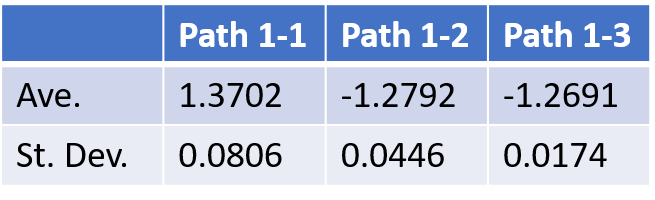 Path 1-1 Path 1-2 Path 1-3
Ave. 1.3702 -1.2792 -1.2691
St. Dev. 0.0806 0.0446 0.0174